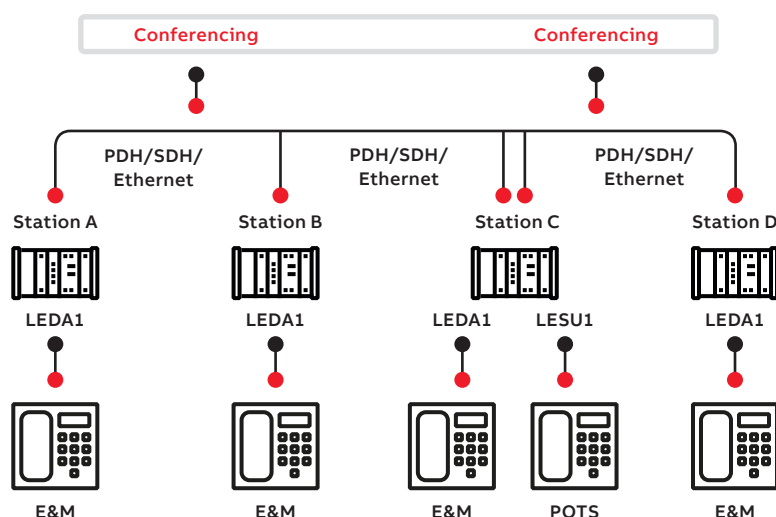 Conferencing
Conferencing
PDH/SDH/
Ethernet
PDH/SDH/
Ethernet
PDH/SDH/
Ethernet
Station A
Station B
Station C
Station D
LEDA1
LEDA1
LEDA1
LESU1
LEDA1
E&M
E&M
E&M
POTS
E&M